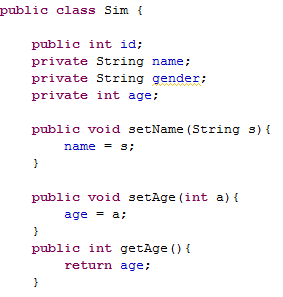 public class Sim {
public int id;
private String name;
private String gender;
private int age;
public void setName(String s){
name = s;
}
public void setAge(int a){
age = a;
}
public int getAge(){
return age;
}